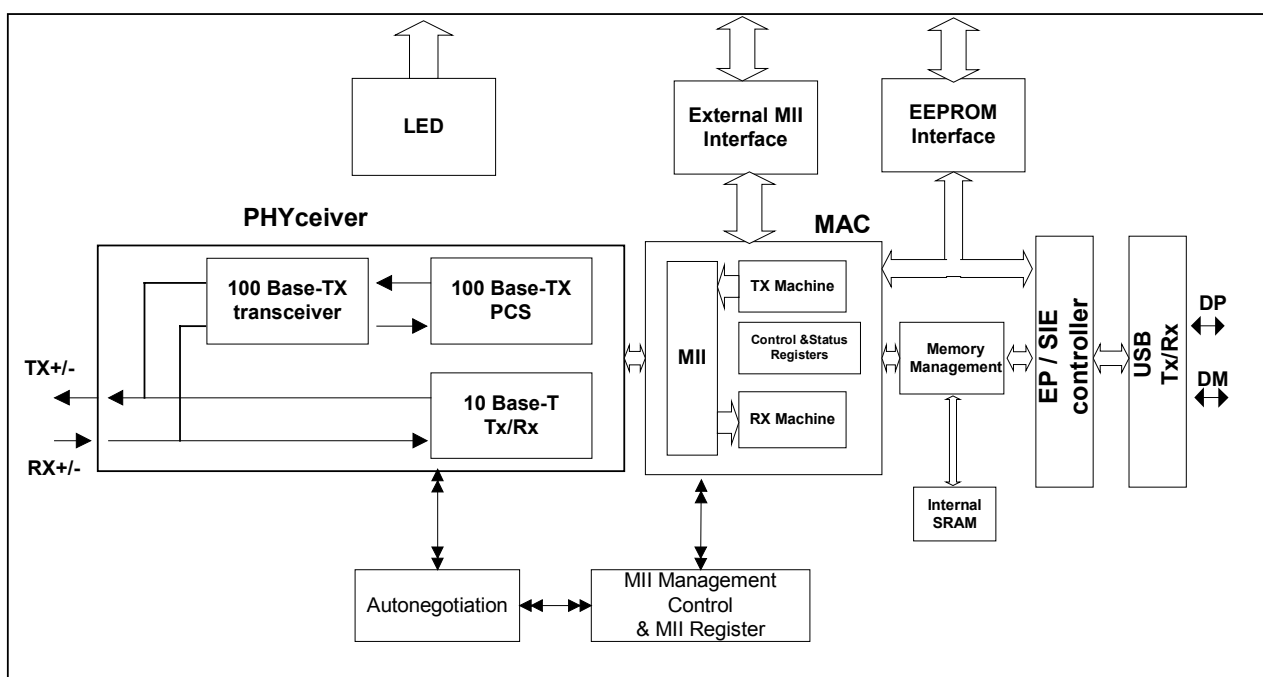 LED
External MII
Interface
EEPROM
Interface
PHYceiver
MAC
100 Base-TX
transceiver
100 Base-TX
PCS
10 Base-T
Tx/Rx
TX+/-
RX+/-
MII
TX Machine
Control &Status
Registers
RX Machine
Memory
Management
Internal
SRAM
EP / SIE
controller
USB
Tx/Rx
DP
DM
Autonegotiation
MII Management
Control
& MII Register